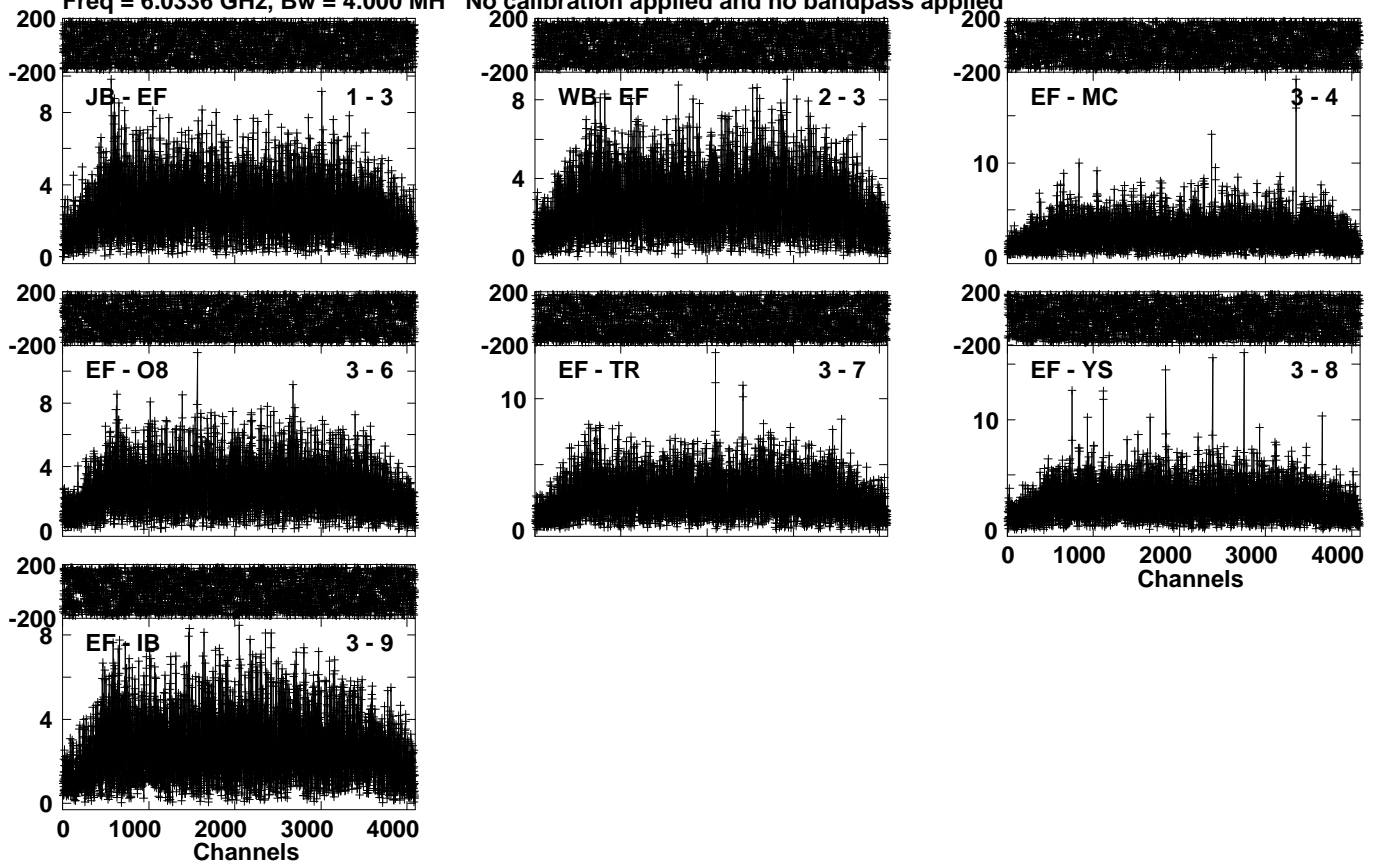 Freq = 6.0336 GHz, Bw = 4.000 MH No calibration applied and no bandpass applied
200
-200
JB - EF 1 - 3
8
4
0
200
-200
WB - EF 2 - 3
8
4
0
200
-200
EF - MC 3 - 4
10
0
200
-200
EF - O8 3 - 6
8
4
0
200
-200
EF - TR 3 - 7
10
0
200
-200
EF - YS 3 - 8
10
0
0 1000 2000 3000 4000
Channels
200
-200
EF - IB 3 - 9
8
4
0
0 1000 2000 3000 4000
Channels